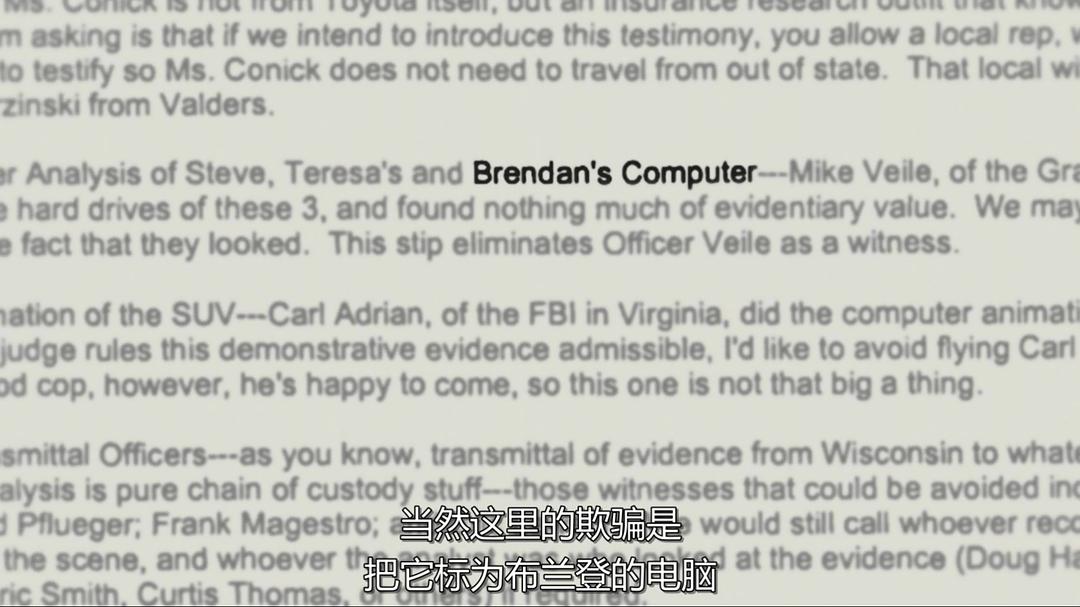 Ms. Conick is not from Toyota itself, but an insurance research outfit that know
m asking is that if we intend to introduce this testimony, you allow a local rep,
to testify so Ms. Conick does not need to travel from out of state. That local wi
rzinski from Valders.
er Analysis of Steve, Teresa's and Brendan's Computer---Mike Veile, of the Gra
e hard drives of these 3, and found nothing much of evidentiary value. We may
e fact that they looked. This stip eliminates Officer Veile as a witness.
nation of the SUV---Carl Adrian, of the FBI in Virginia, did the computer animati
judge rules this demonstrative evidence admissible, I'd like to avoid flying Carl
od cop, however, he's happy to come, so this one is not that big a thing.
smittal Officers---as you know, transmittal of evidence from Wisconsin to whate
alysis is pure chain of custody stuff---those witnesses that could be avoided inc
d Pflueger; Frank Magestro; would still call whoever reco
当然这里的欺骗是
the scene, and whoever the looked at the evidence (Doug Ha
把它标为布兰登的电脑
ric Smith, Curtis Thomas, or others) if required.